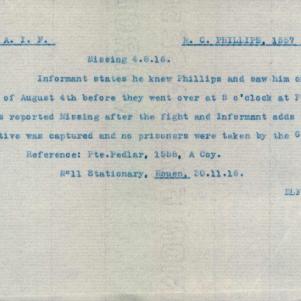 A. I. F. R. C. PHILLIPS, 1557
Missing 4.8.16.
Informant states he knew Phillips and saw him o
of August 4th before they went over at 8 o'clock at P
s reported Missing after the fight and Informant adds
tive was captured and no prisoners were taken by the G
Reference: Pte.Pedlar, 1558, A Coy.
No11 Stationary, Rouen, 30.11.16.